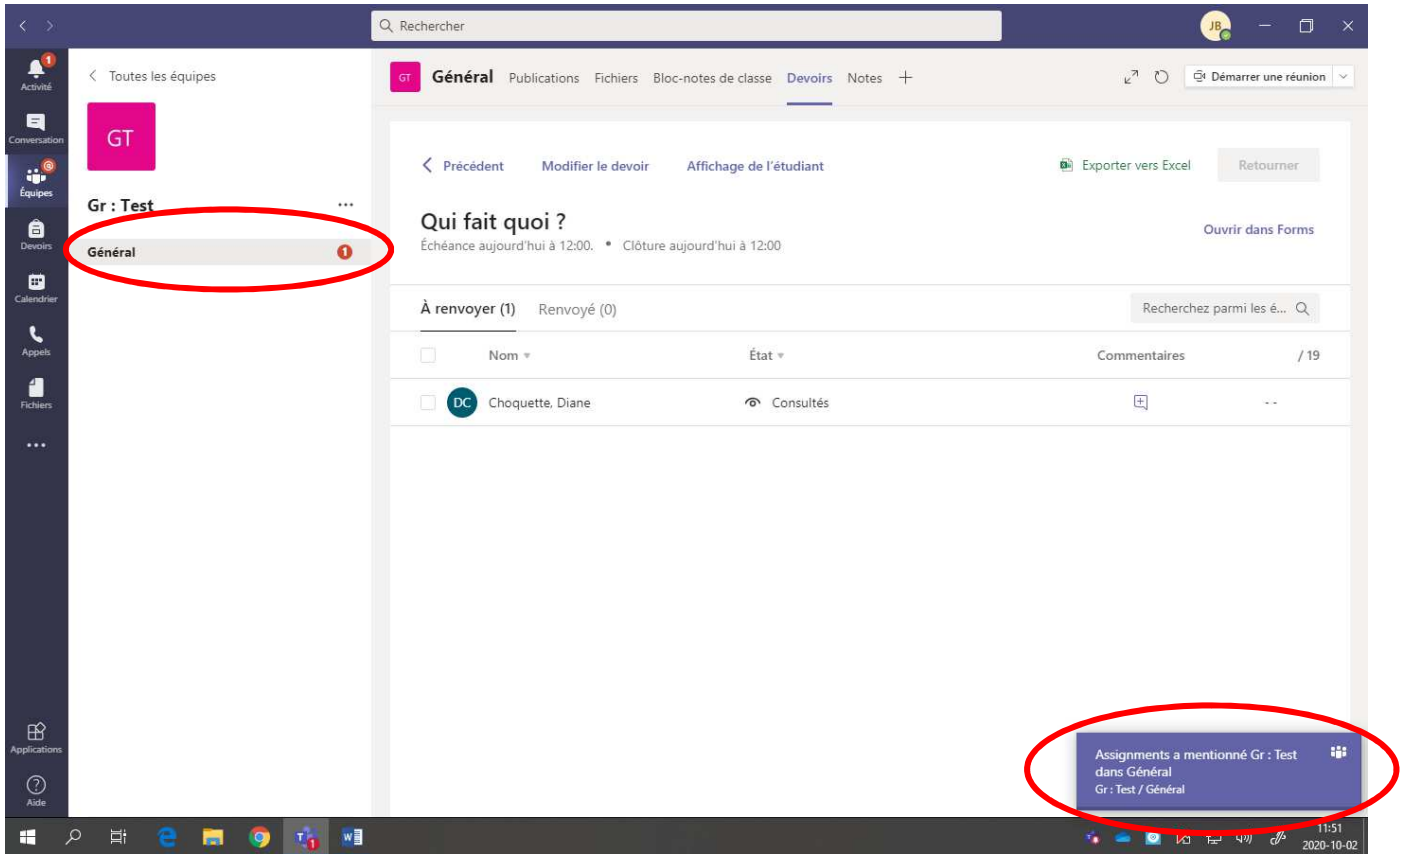 Rechercher
JB
1
Activité
Conversation
Équipes
Devoirs
Calendrier
Appels
Fichiers
Applications
Aide
Toutes les équipes
GT
Gr : Test
Général 1
GT Général Publications Fichiers Bloc-notes de classe Devoirs Notes
Démarrer une réunion
Précédent Modifier le devoir Affichage de l'étudiant Exporter vers Excel Retourner
Qui fait quoi ?
Échéance aujourd'hui à 12:00. • Clôture aujourd'hui à 12:00
Ouvrir dans Forms
À renvoyer (1) Renvoyé (0) Recherchez parmi les é...
Nom État Commentaires / 19
DC Choquette, Diane Consultés - -
Assignments a mentionné Gr : Test
dans Général
Gr : Test / Général
11:51
2020-10-02